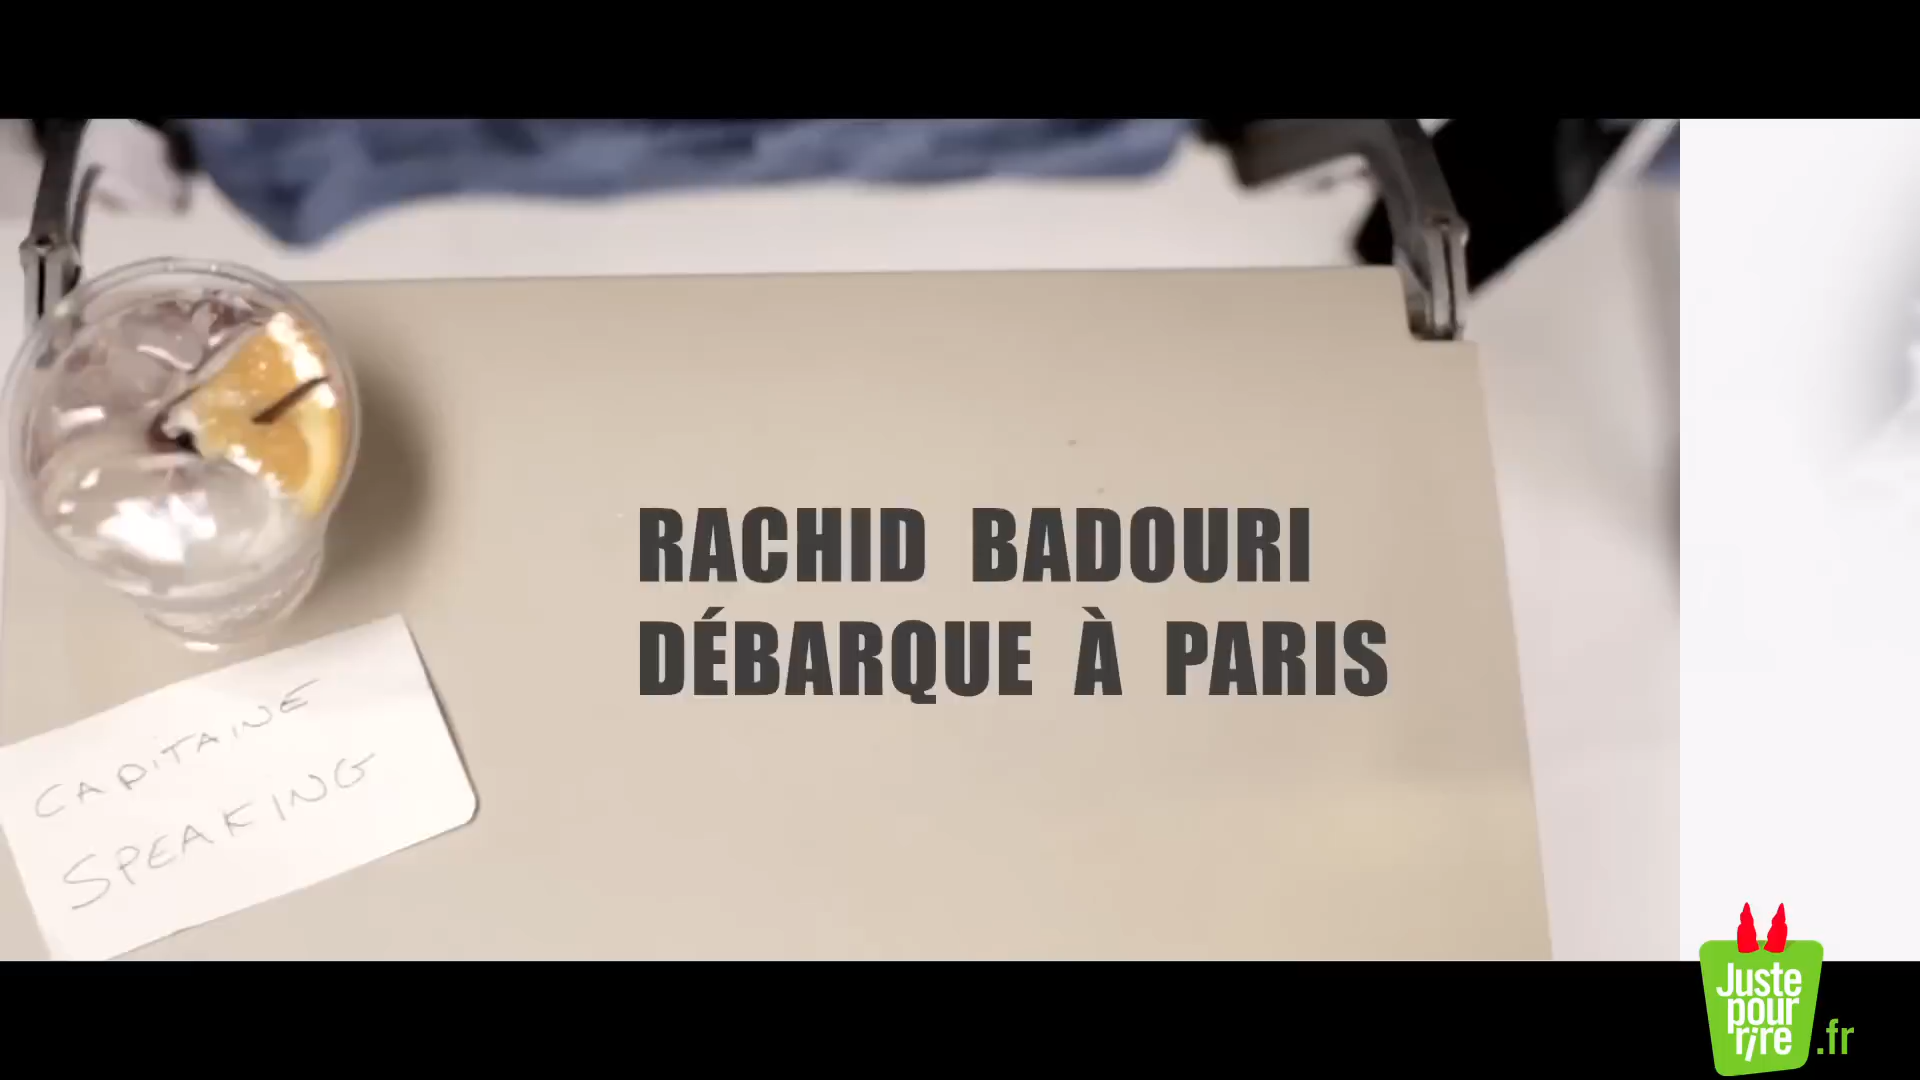 RACHID BADOURI
DÉBARQUE À PARIS
CAPITAINE
SPEAKING
Juste
pour
rire
.fr